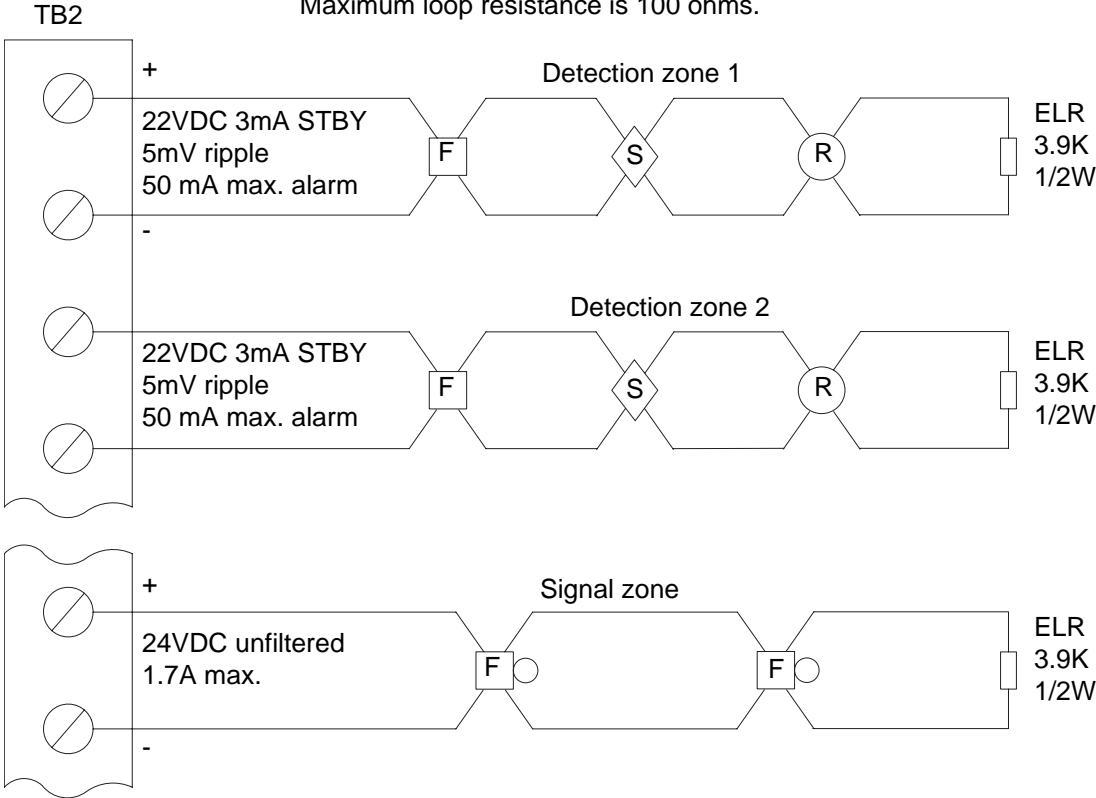 Maximum loop resistance is 100 ohms.
TB2
+
Detection zone 1
22VDC 3mA STBY
5mV ripple
50 mA max. alarm
-
F
S
R
ELR
3.9K
1/2W
Detection zone 2
22VDC 3mA STBY
5mV ripple
50 mA max. alarm
F
S
R
ELR
3.9K
1/2W
+
Signal zone
24VDC unfiltered
1.7A max.
-
F
F
ELR
3.9K
1/2W